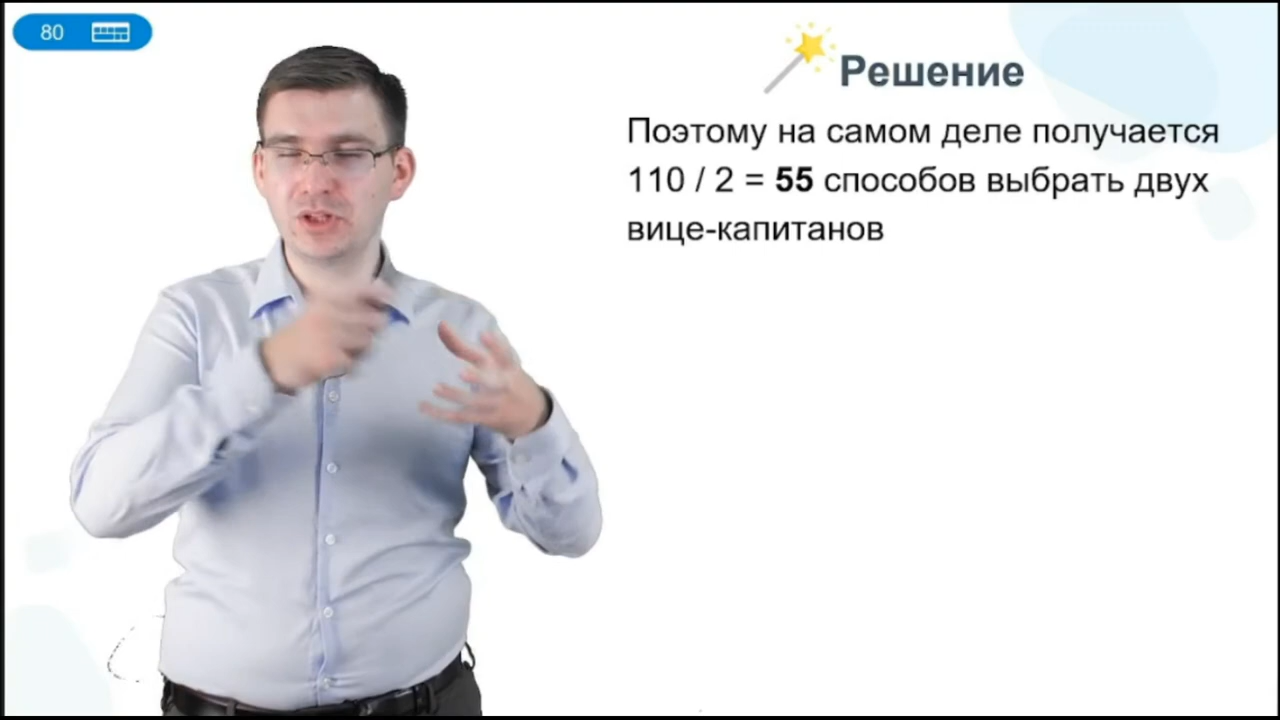 80
Решение
Поэтому на самом деле получается
110 / 2 = 55 способов выбрать двух
вице-капитанов